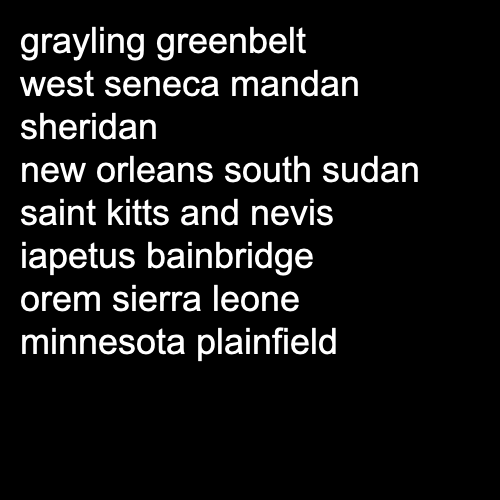 grayling greenbelt
west seneca mandan
sheridan
new orleans south sudan
saint kitts and nevis
iapetus bainbridge
orem sierra leone
minnesota plainfield